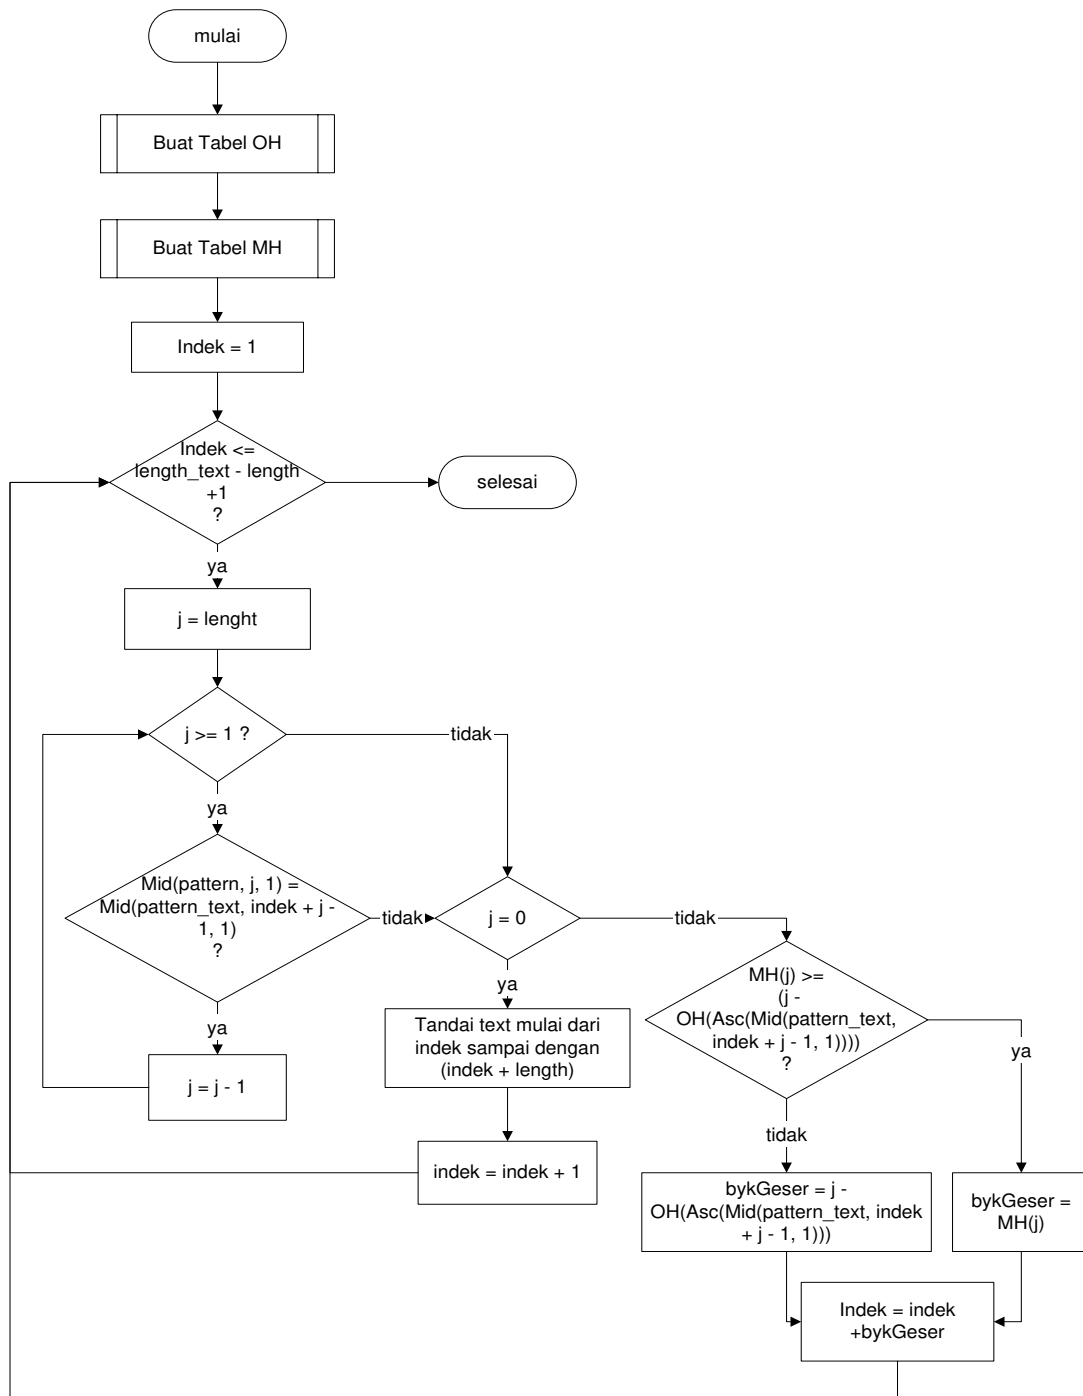 mulai
Buat Tabel OH
Buat Tabel MH
Indek = 1
Indek <=
length_text - length
+1
?
selesai
ya
j = lenght
j >= 1 ?
tidak
ya
Mid(pattern, j, 1) =
Mid(pattern_text, indek + j -
1, 1)
?
tidak
j = 0
tidak
ya
j = j - 1
ya
Tandai text mulai dari
indek sampai dengan
(indek + length)
indek = indek + 1
MH(j) >=
(j -
OH(Asc(Mid(pattern_text,
indek + j - 1, 1))))
?
ya
tidak
bykGeser = j -
OH(Asc(Mid(pattern_text, indek
+ j - 1, 1)))
bykGeser =
MH(j)
Indek = indek
+bykGeser